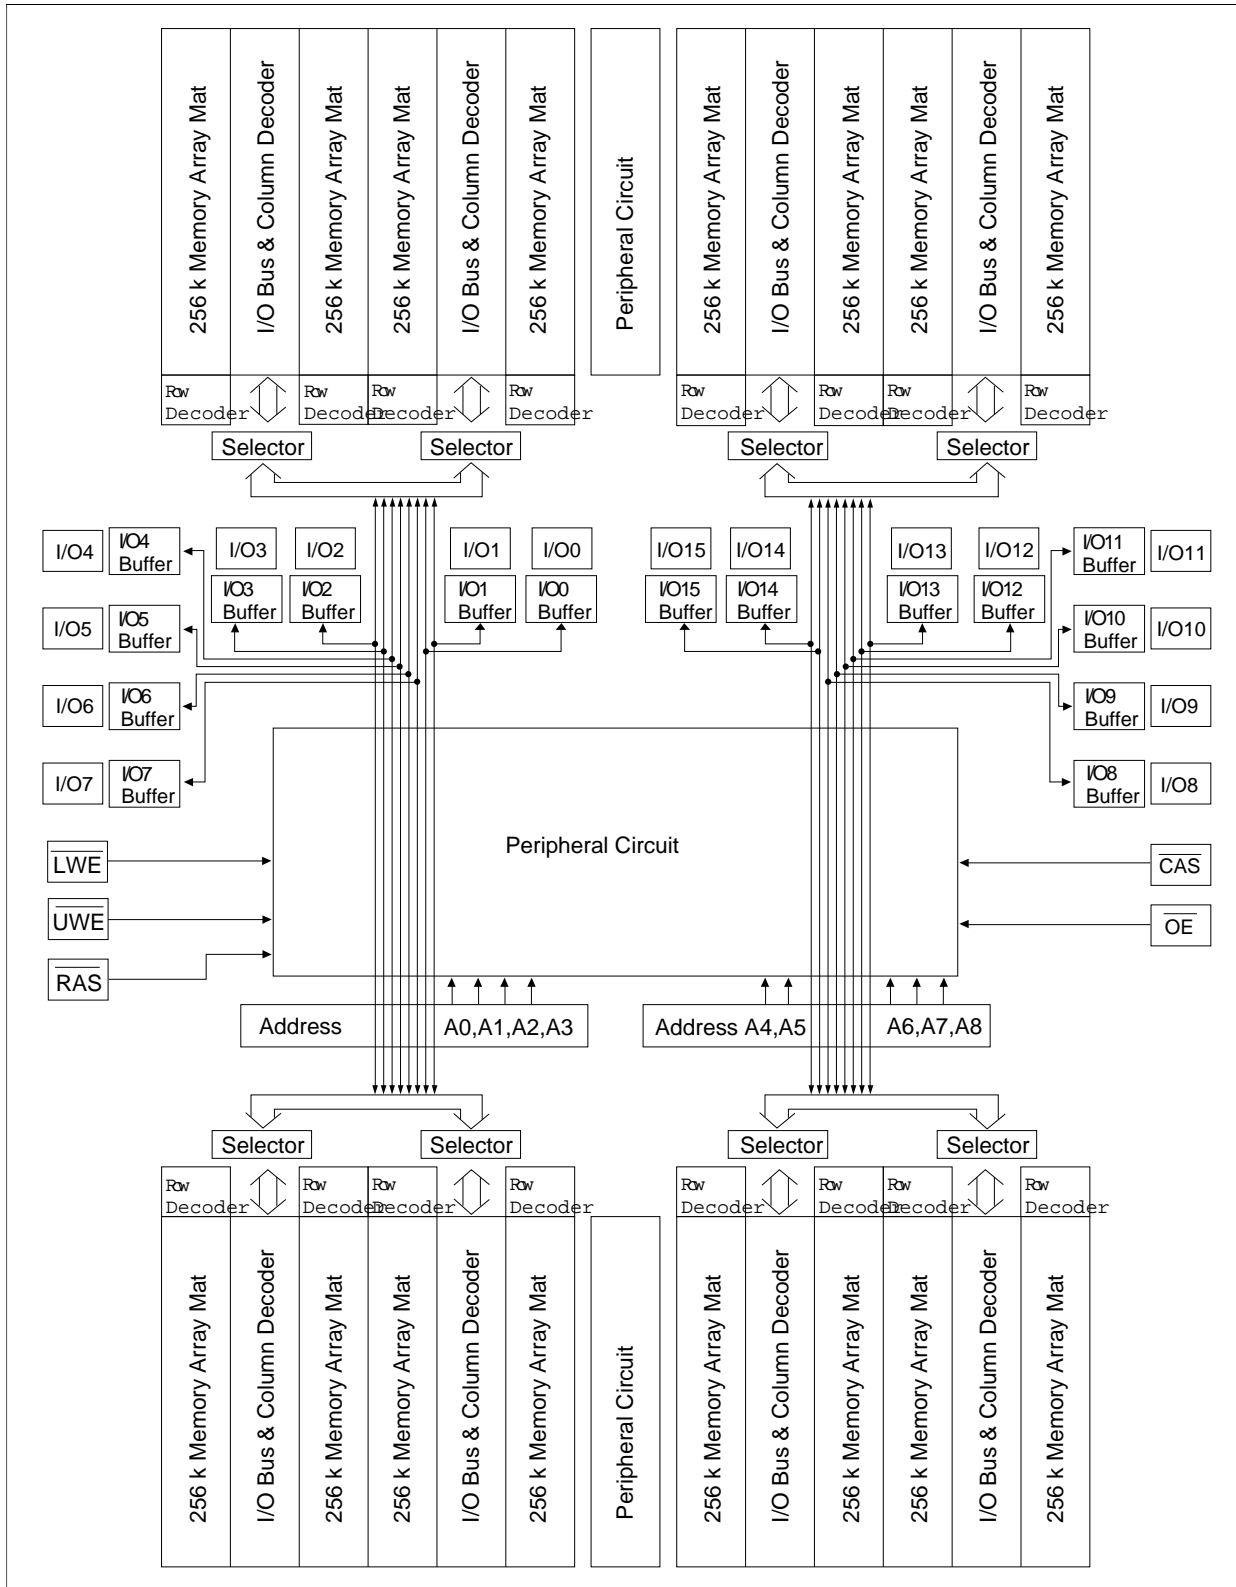 256 k Memory Array Mat
I/O Bus & Column Decoder
256 k Memory Array Mat
256 k Memory Array Mat
I/O Bus & Column Decoder
256 k Memory Array Mat
Peripheral Circuit
256 k Memory Array Mat
I/O Bus & Column Decoder
256 k Memory Array Mat
256 k Memory Array Mat
I/O Bus & Column Decoder
256 k Memory Array Mat
Row
Decoder
Row
Decoder
Row
Decoder
Row
Decoder
Row
Decoder
Row
Decoder
Row
Decoder
Row
Decoder
Selector
Selector
Selector
Selector
I/O4
I/O4
Buffer
I/O3
I/O2
I/O1
I/O0
I/O15
I/O14
I/O13
I/O12
I/O11
Buffer
I/O11
I/O3
Buffer
I/O2
Buffer
I/O1
Buffer
I/O0
Buffer
I/O15
Buffer
I/O14
Buffer
I/O13
Buffer
I/O12
Buffer
I/O5
I/O5
Buffer
I/O10
Buffer
I/O10
I/O6
I/O6
Buffer
I/O9
Buffer
I/O9
I/O7
I/O7
Buffer
I/O8
Buffer
I/O8
Peripheral Circuit
LWE
CAS
UWE
OE
RAS
Address A0,A1,A2,A3
Address A4,A5 A6,A7,A8
Selector
Selector
Selector
Selector
Row
Decoder
Row
Decoder
Row
Decoder
Row
Decoder
Row
Decoder
Row
Decoder
Row
Decoder
Row
Decoder
256 k Memory Array Mat
I/O Bus & Column Decoder
256 k Memory Array Mat
256 k Memory Array Mat
I/O Bus & Column Decoder
256 k Memory Array Mat
Peripheral Circuit
256 k Memory Array Mat
I/O Bus & Column Decoder
256 k Memory Array Mat
256 k Memory Array Mat
I/O Bus & Column Decoder
256 k Memory Array Mat